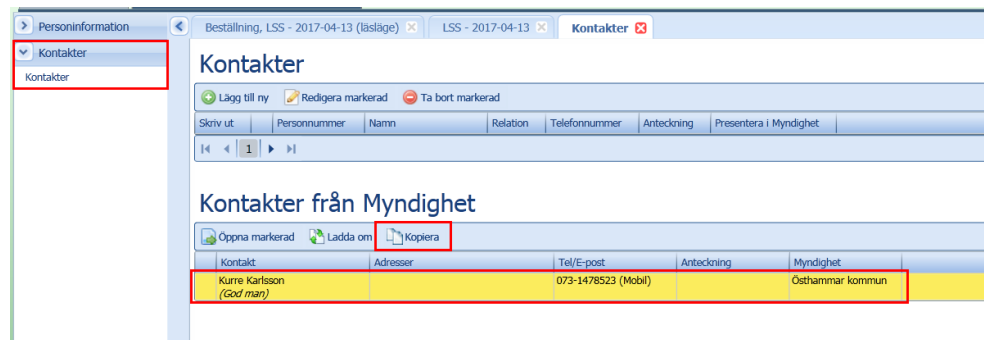 Personinformation
Kontakter
Kontakter
Beställning, LSS - 2017-04-13 (läsläge)
LSS - 2017-04-13
Kontakter
Kontakter
Lägg till ny Redigera markerad Ta bort markerad
Skriv ut Personnummer Namn Relation Telefonnummer Anteckning Presentera i Myndighet
1
Kontakter från Myndighet
Öppna markerad Ladda om Kopiera
Kontakt Adresser Tel/E-post Anteckning Myndighet
Kurre Karlsson 073-1478523 (Mobil) Östhammar kommun
(God man)